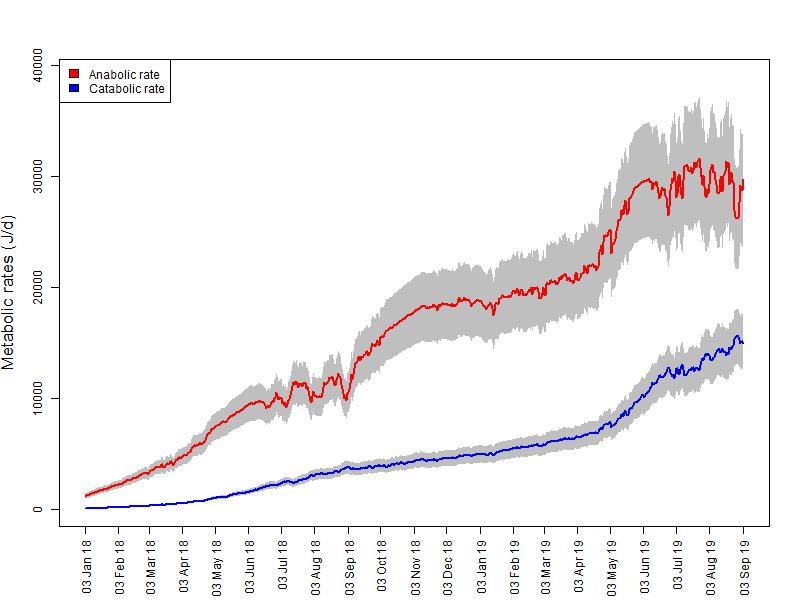 Anabolic rate
Catabolic rate
Metabolic rates (J/d)
40000
30000
20000
10000
0
03 Jan 18
03 Feb 18
03 Mar 18
03 Apr 18
03 May 18
03 Jun 18
03 Jul 18
03 Aug 18
03 Sep 18
03 Oct 18
03 Nov 18
03 Dec 18
03 Jan 19
03 Feb 19
03 Mar 19
03 Apr 19
03 May 19
03 Jun 19
03 Jul 19
03 Aug 19
03 Sep 19